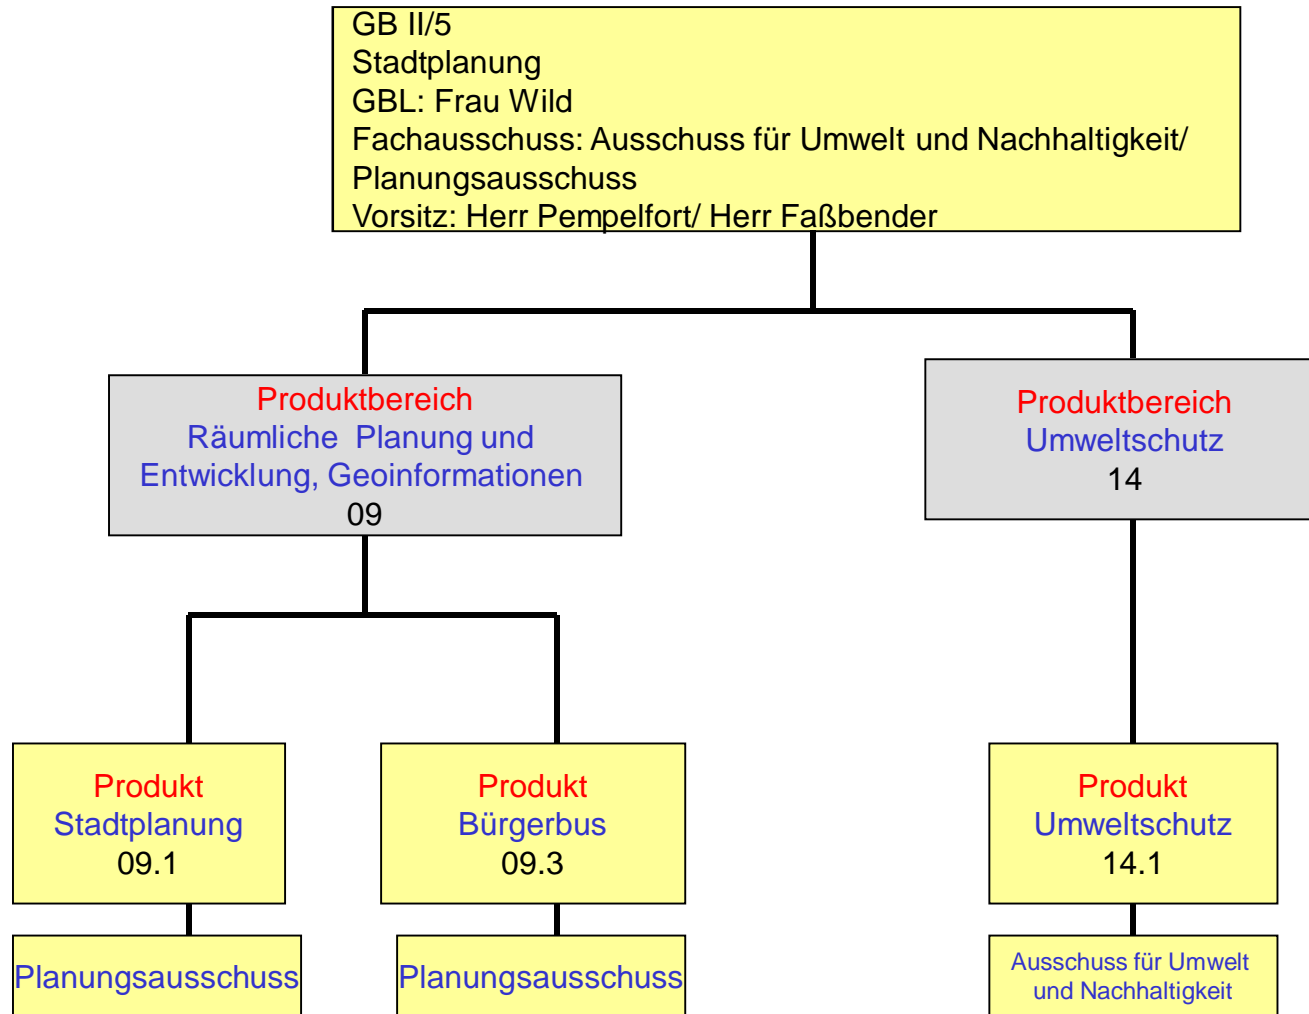 GB II/5
Stadtplanung
GBL: Frau Wild
Fachausschuss: Ausschuss für Umwelt und Nachhaltigkeit/
Planungsausschuss
Vorsitz: Herr Pempelfort/ Herr Faßbender
Produktbereich
Räumliche Planung und
Entwicklung, Geoinformationen
09
Produktbereich
Umweltschutz
14
Produkt
Stadtplanung
09.1
Produkt
Bürgerbus
09.3
Produkt
Umweltschutz
14.1
Planungsausschuss
Planungsausschuss
Ausschuss für Umwelt
und Nachhaltigkeit